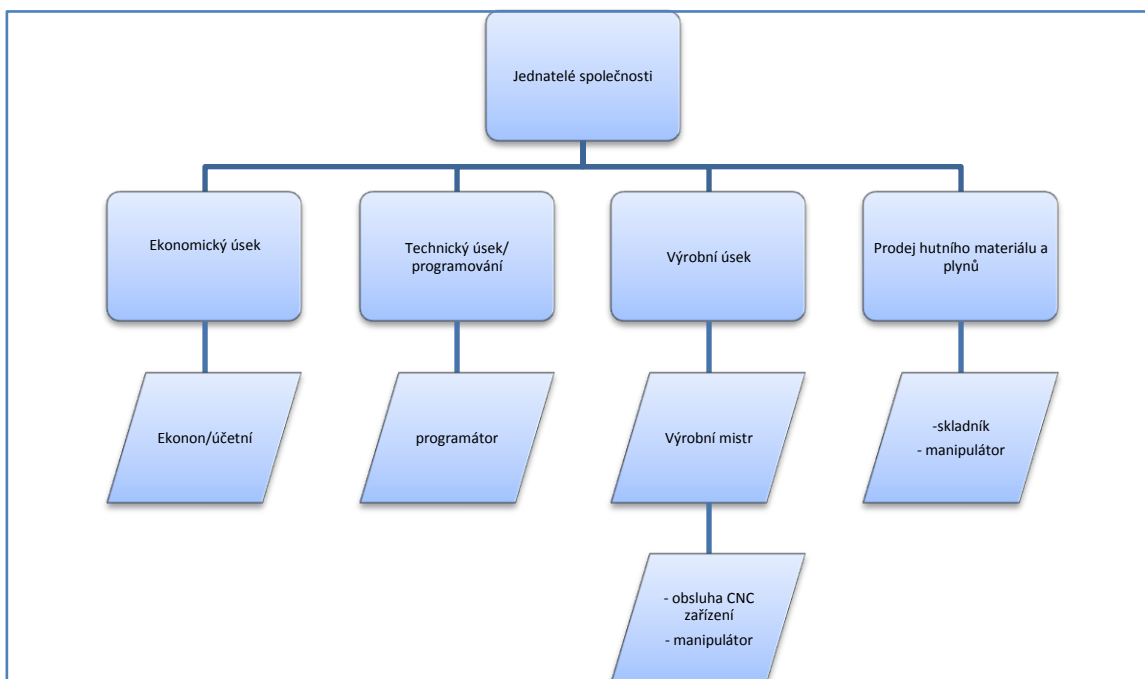 Jednatelé společnosti
Ekonomický úsek
Technický úsek/
programování
Výrobní úsek
Prodej hutního materiálu a
plynů
Ekonon/účetní
programátor
Výrobní mistr
-skladník
- manipulátor
- obsluha CNC
zařízení
- manipulátor